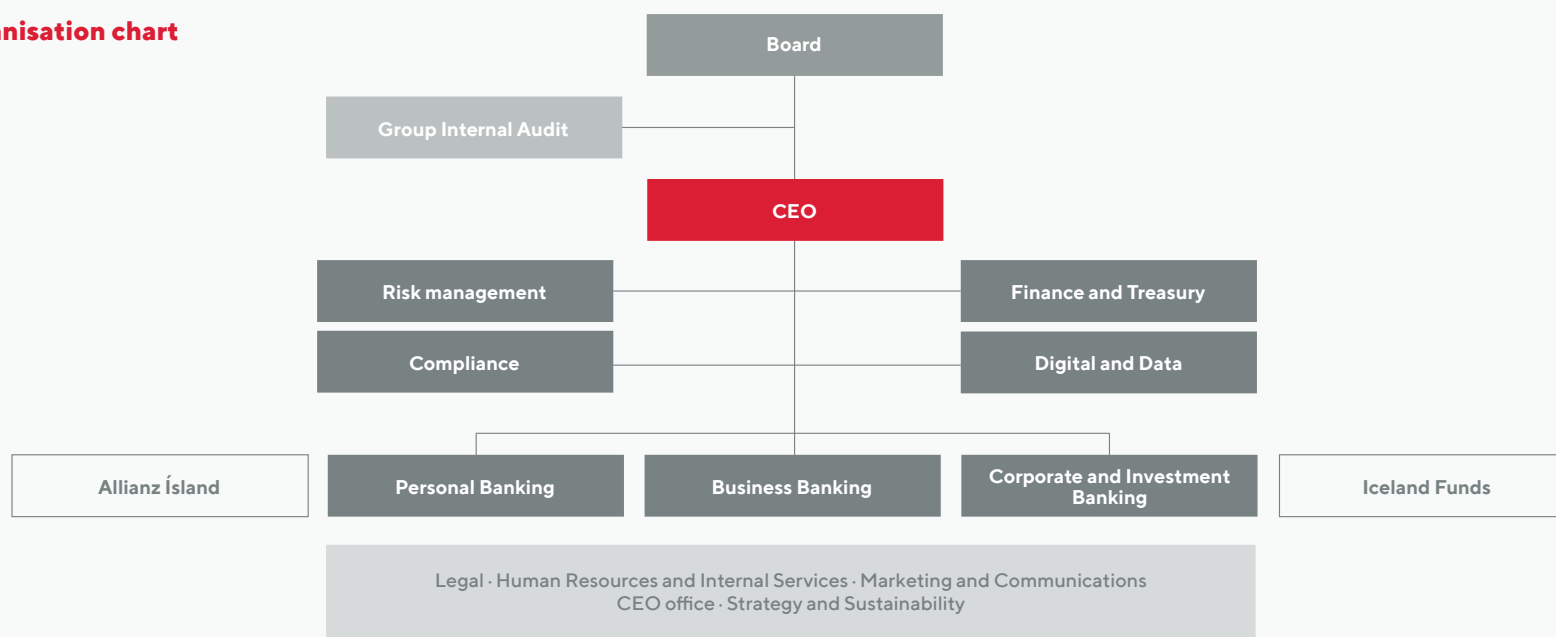 nisation chart
Board
Group Internal Audit
CEO
Risk management
Finance and Treasury
Compliance
Digital and Data
Allianz Ísland
Personal Banking
Business Banking
Corporate and Investment
Banking
Iceland Funds
Legal · Human Resources and Internal Services · Marketing and Communications
CEO office · Strategy and Sustainability